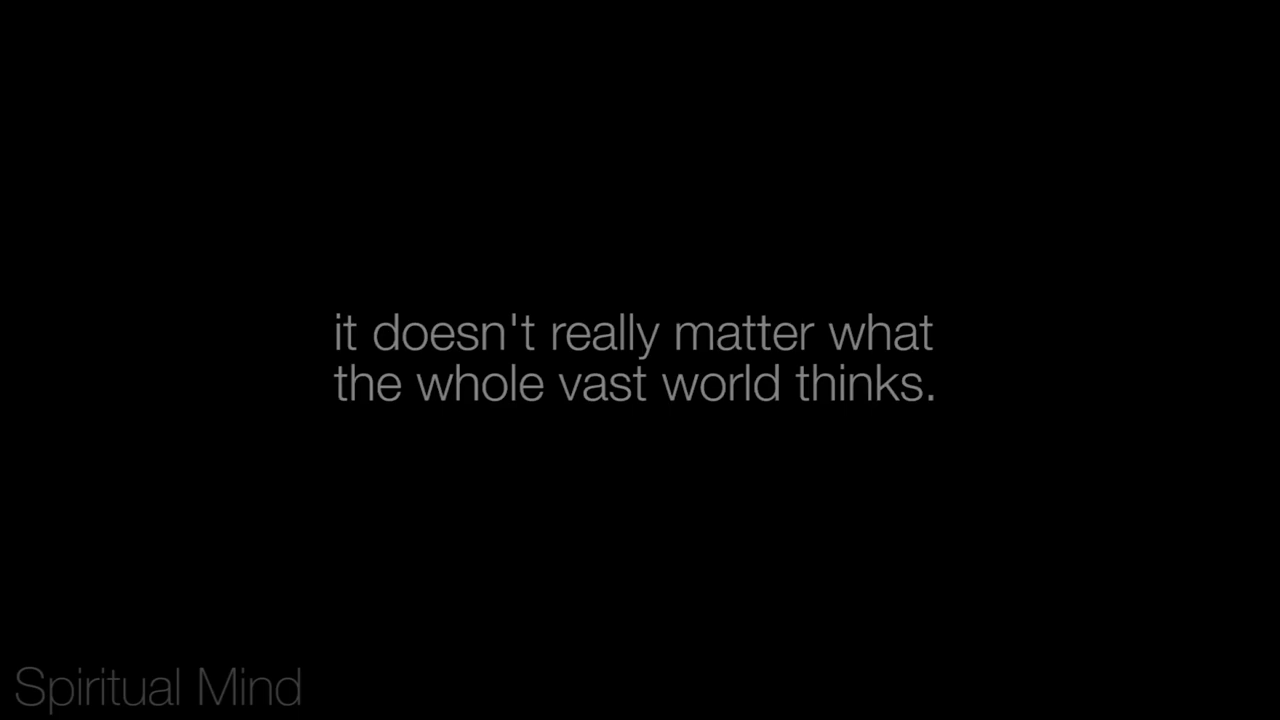 it doesn't really matter what
the whole vast world thinks.
Spiritual Mind